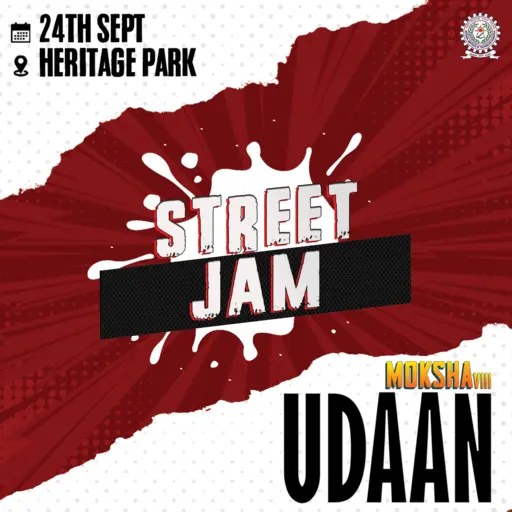 24TH SEPT
HERITAGE PARK
STREET
JAM
MOKSHA VIII
UDAAN